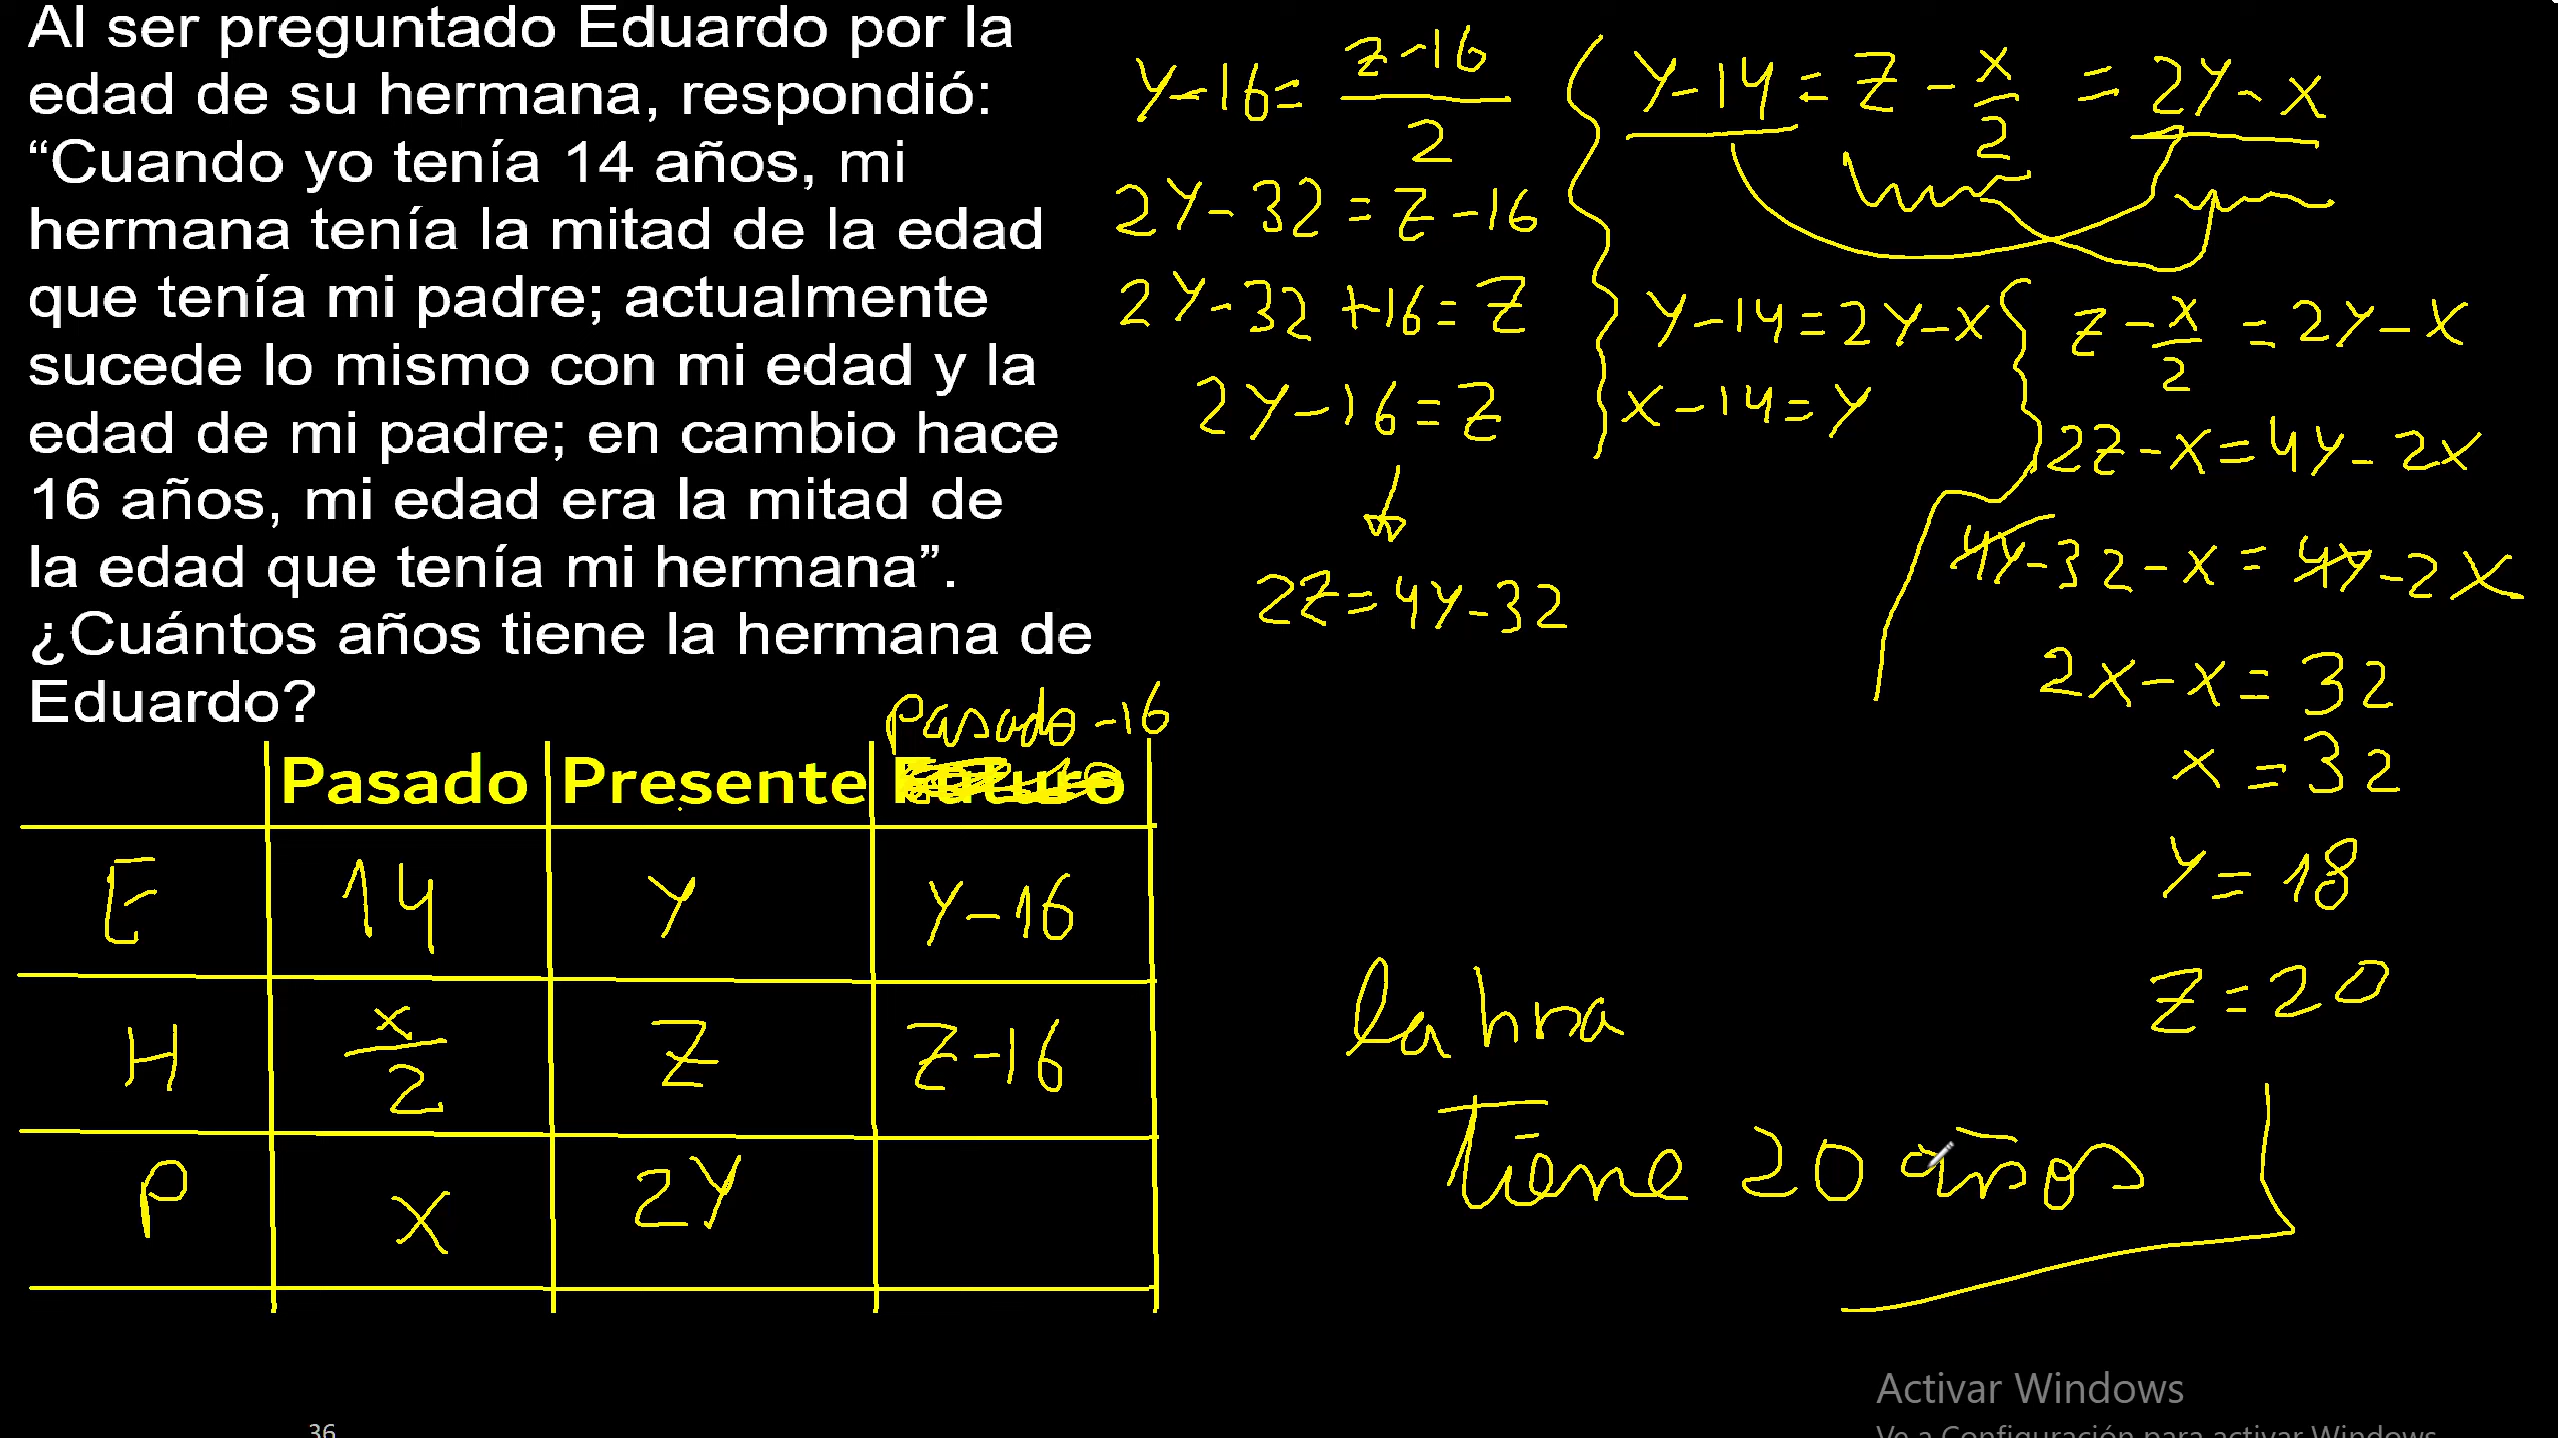 Al ser preguntado Eduardo por la
edad de su hermana, respondió:
“Cuando yo tenía 14 años, mi
hermana tenía la mitad de la edad
que tenía mi padre; actualmente
sucede lo mismo con mi edad y la
edad de mi padre; en cambio hace
16 años, mi edad era la mitad de
la edad que tenía mi hermana”.
¿Cuántos años tiene la hermana de
Eduardo?
Pasado -16
Pasado Presente Futuro
E 14 Y Y-16
H x/2 Z Z-16
P X 2Y
Y-16= z-16/2
2Y-32=Z-16
2Y-32+16=Z
2Y-16=Z
2Z=4Y-32
Y-14=Z-x/2=2Y-X
Y-14=2Y-X
X-14=Y
Z-x/2=2Y-X
2Z-X=4Y-2X
4Y-32-X=4Y-2X
2X-X=32
X=32
Y=18
Z=20
la hna
Tiene 20 años
Activar Windows
Ve a Configuración para activar Windows.
36